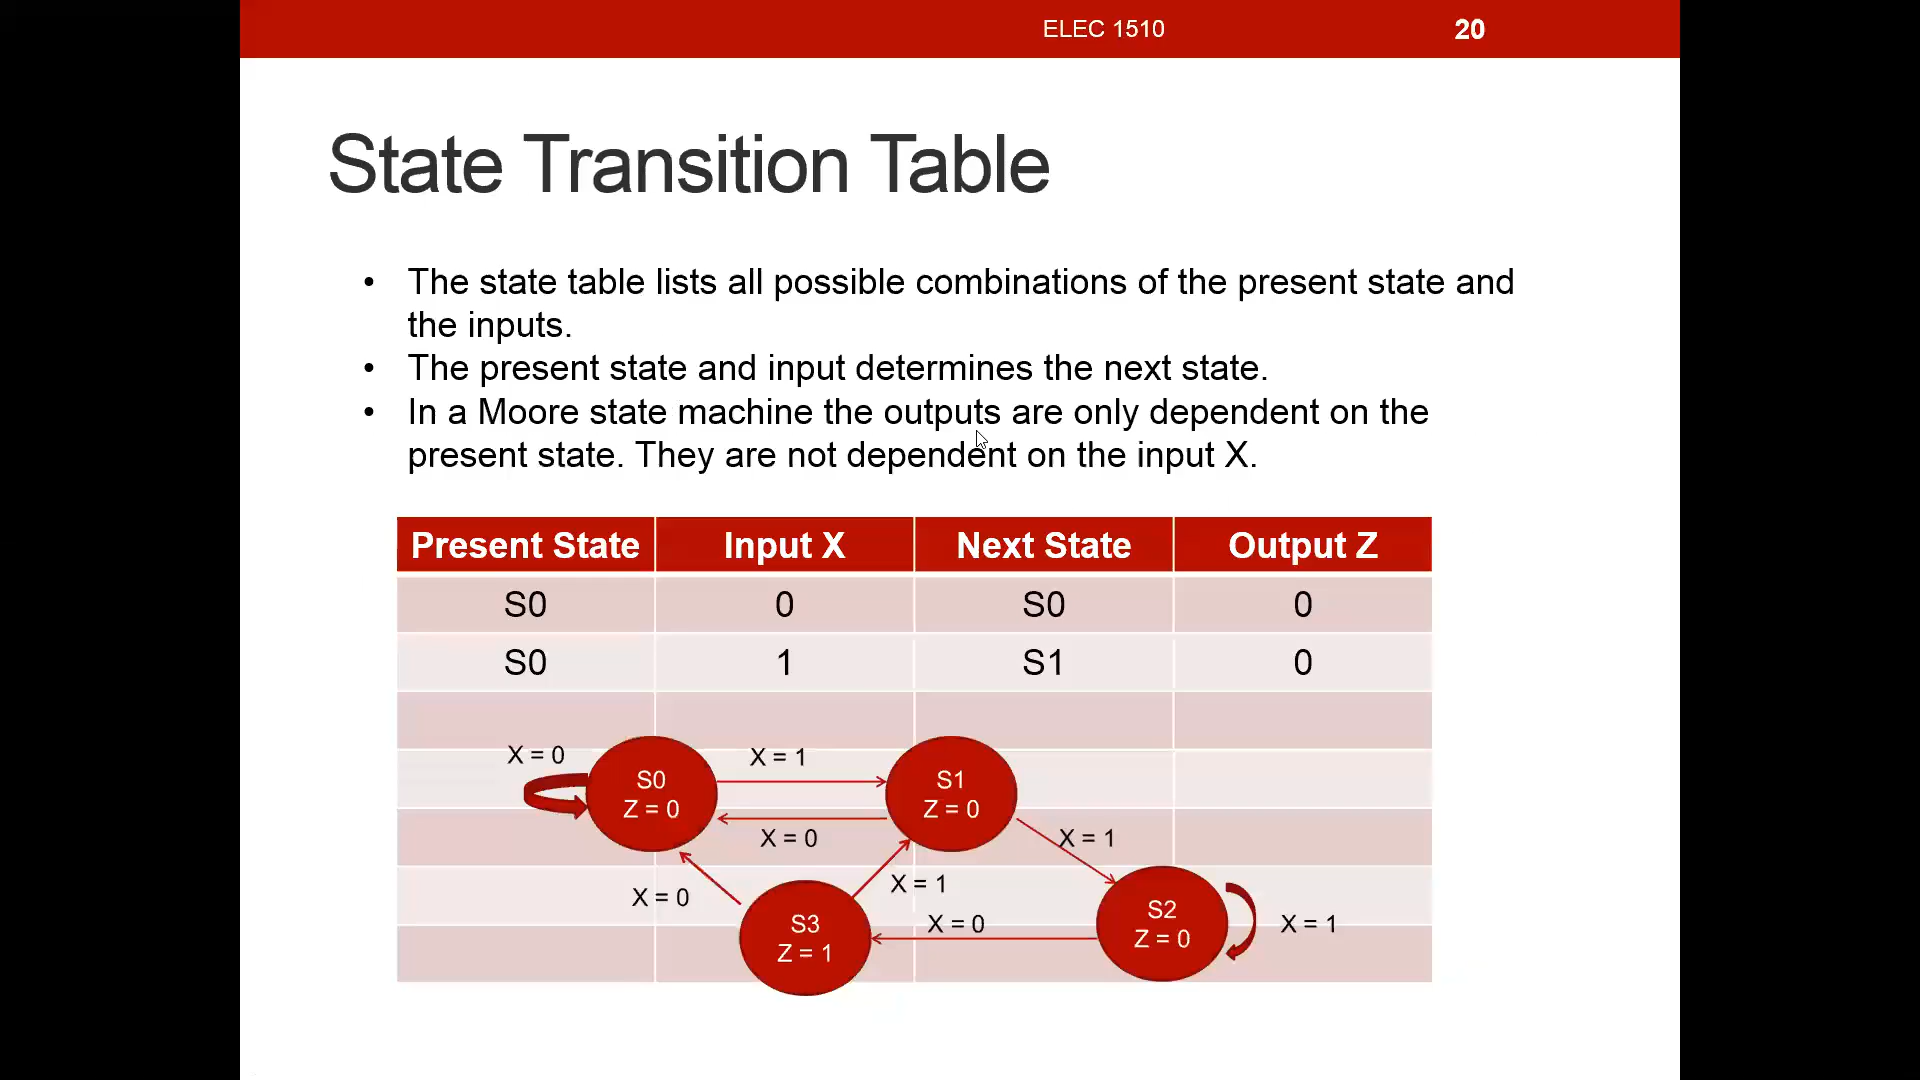 ELEC 1510
20
State Transition Table
• The state table lists all possible combinations of the present state and
the inputs.
• The present state and input determines the next state.
• In a Moore state machine the outputs are only dependent on the
present state. They are not dependent on the input X.
Present State Input X Next State Output Z
S0 0 S0 0
S0 1 S1 0
X = 0
S0
Z = 0
X = 1
S1
Z = 0
X = 0
X = 1
X = 0
X = 1
S3
Z = 1
X = 0
S2
Z = 0
X = 1